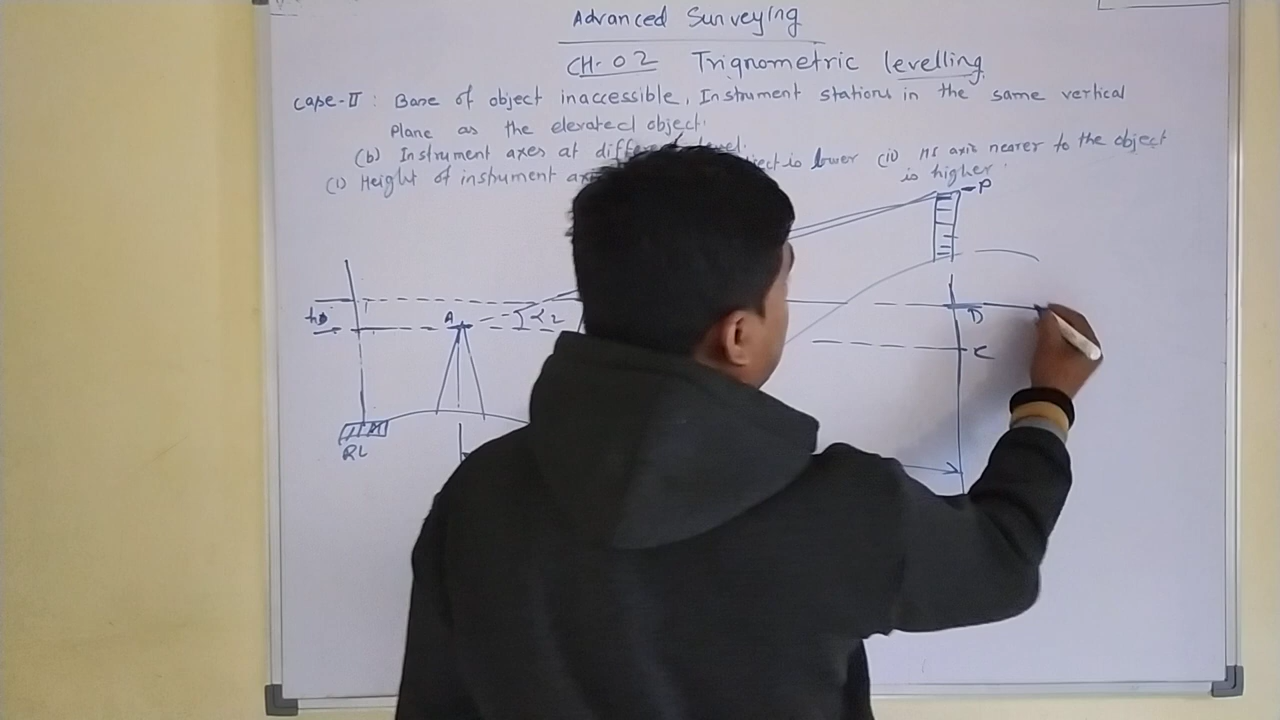 Advanced Surveying
CH-02 Trignometric levelling
Case-II : Base of object inaccessible, Instrument stations in the same vertical
Plane as the elevated object.
(b) Instrument axes at different level.
(i) Height of instrument is lower (ii) axis nearer to the object
is higher
P
A α2
D
C
RL